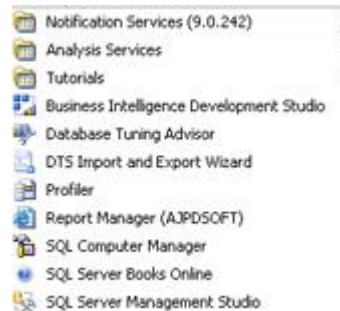 Notification Services (9.0.242)
Analysis Services
Tutorials
Business Intelligence Development Studio
Database Tuning Advisor
DTS Import and Export Wizard
Profiler
Report Manager (AJPDSOFT)
SQL Computer Manager
SQL Server Books Online
SQL Server Management Studio